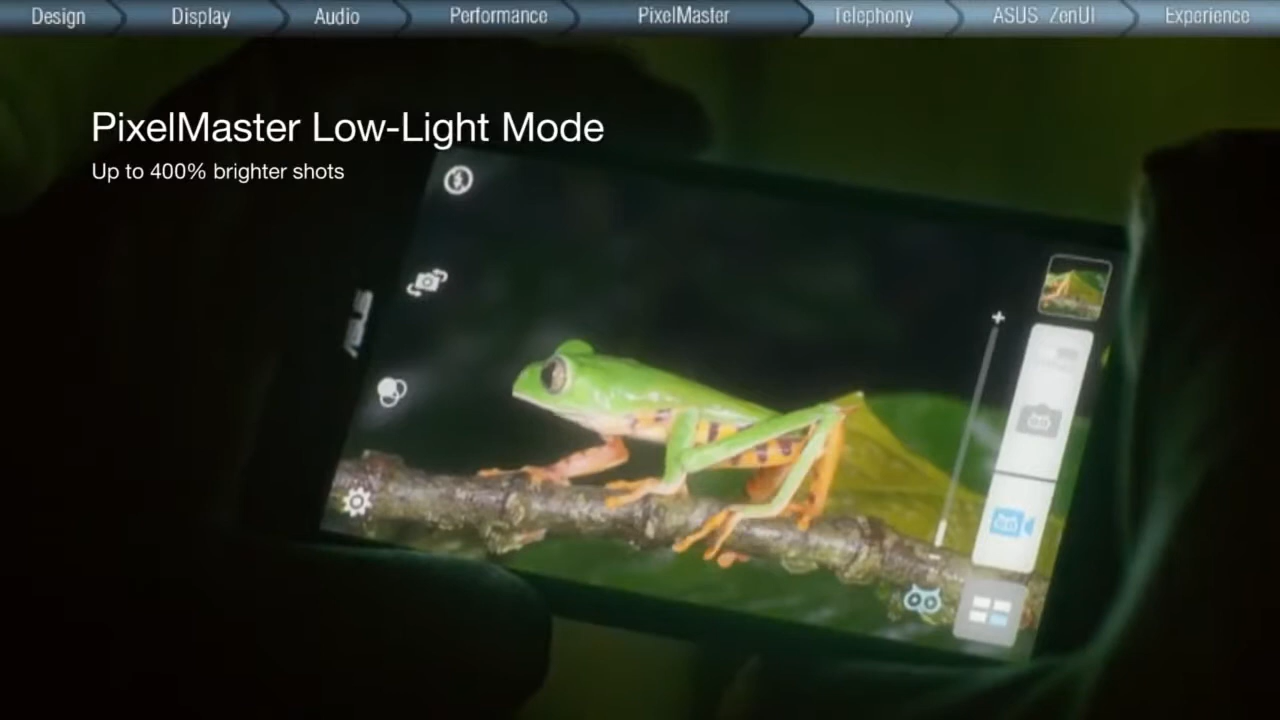 Design
Display
Audio
Performance
PixelMaster
Telephony
ASUS ZenUI
Experience
PixelMaster Low-Light Mode
Up to 400% brighter shots